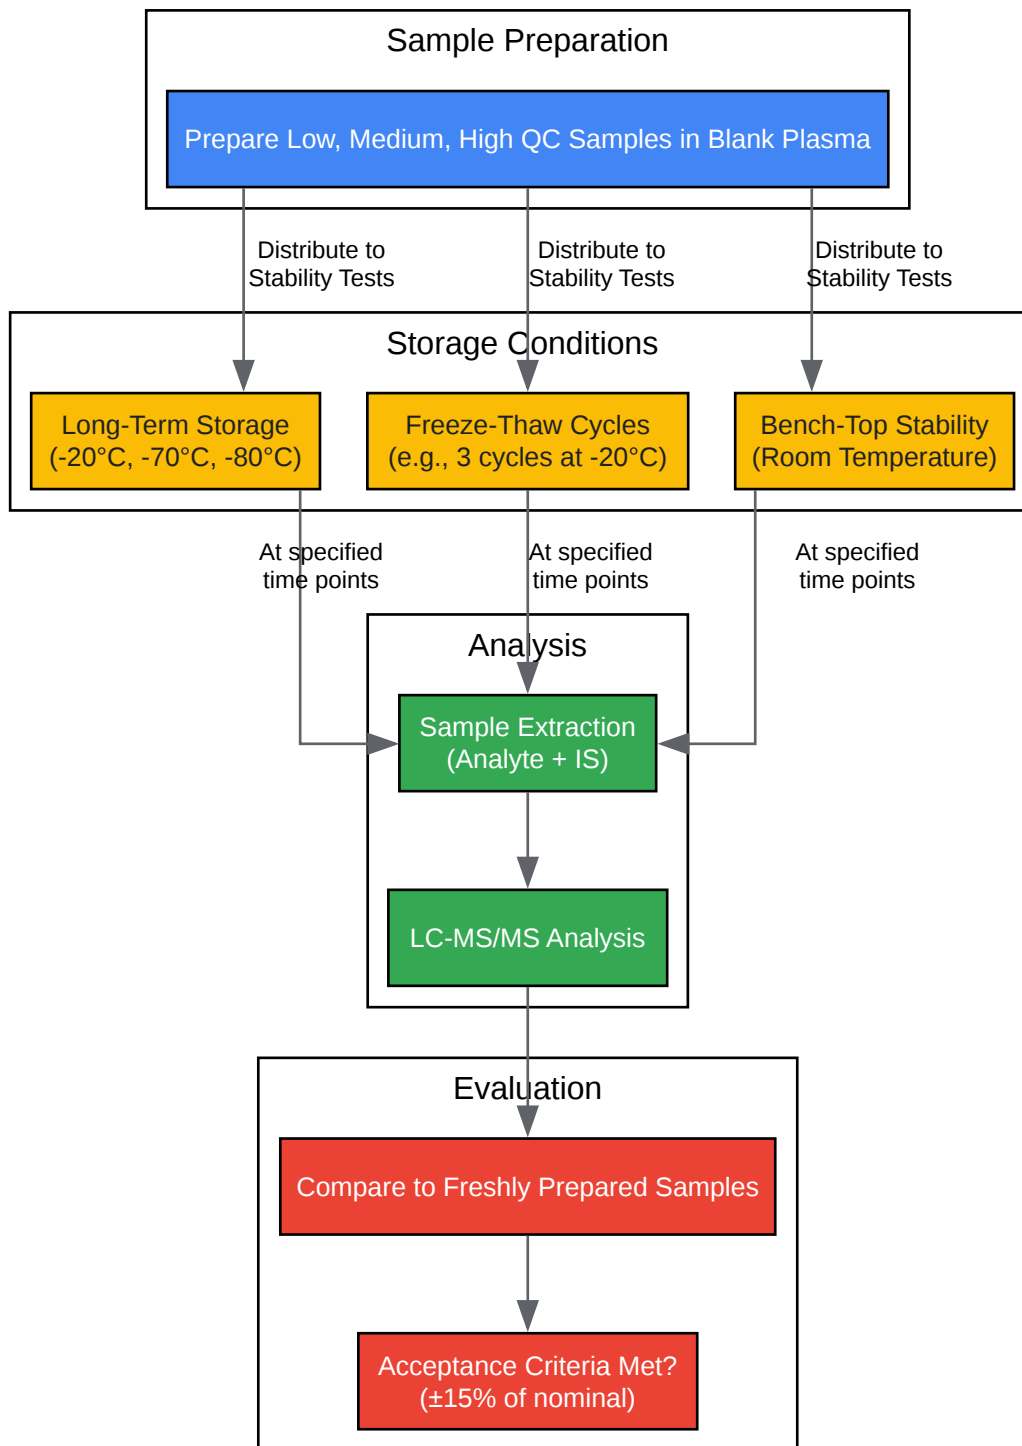 Sample Preparation
Prepare Low, Medium, High QC Samples in Blank Plasma
Distribute to
Stability Tests
Distribute to
Stability Tests
Distribute to
Stability Tests
Storage Conditions
Long-Term Storage
(-20°C, -70°C, -80°C)
Freeze-Thaw Cycles
(e.g., 3 cycles at -20°C)
Bench-Top Stability
(Room Temperature)
At specified
time points
At specified
time points
At specified
time points
Analysis
Sample Extraction
(Analyte + IS)
LC-MS/MS Analysis
Evaluation
Compare to Freshly Prepared Samples
Acceptance Criteria Met?
(±15% of nominal)